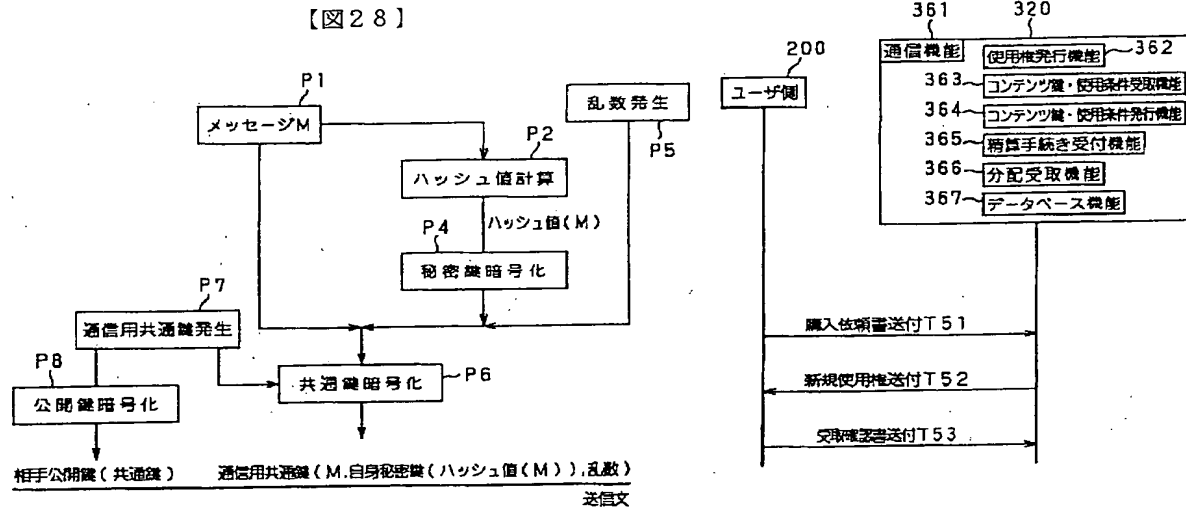 【図28】
P1
メッセージM
乱数発生
P5
P2
ハッシュ値計算
ハッシュ値(M)
P4
秘密鍵暗号化
P7
通信用共通鍵発生
P8
公開鍵暗号化
共通鍵暗号化
P6
相手公開鍵(共通鍵)
通信用共通鍵(M,自身秘密鍵(ハッシュ値(M)),乱数)
送信文
361
320
通信機能
使用権発行機能
362
363
コンテンツ鍵・使用条件受取機能
364
コンテンツ鍵・使用条件発行機能
365
精算手続き受付機能
366
分配受取機能
367
データベース機能
200
ユーザ側
購入依頼書送付T51
新規使用権送付T52
受取確認書送付T53